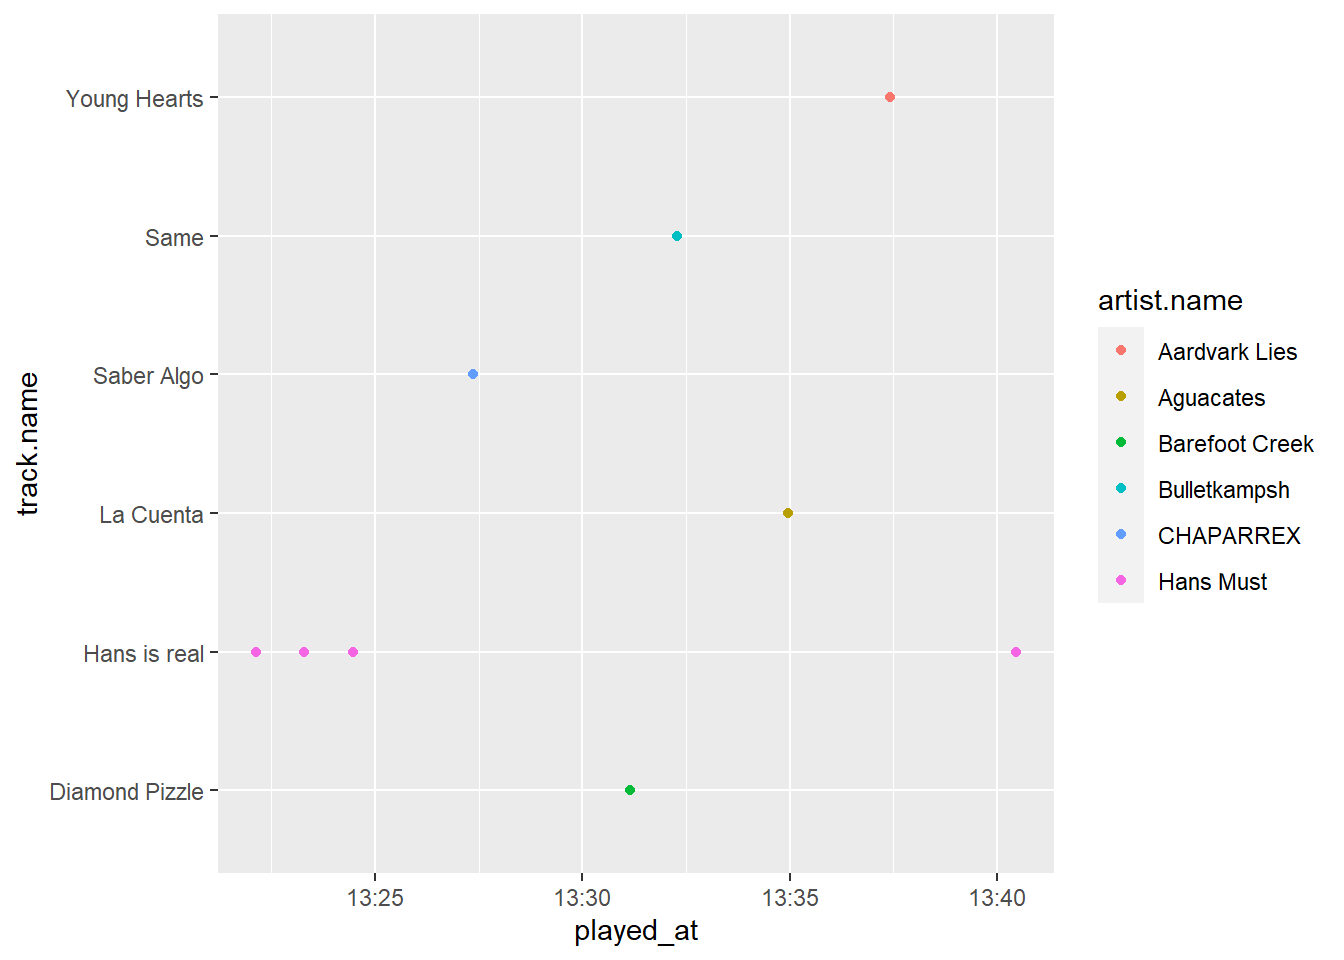 Young Hearts
Same
Saber Algo
La Cuenta
Hans is real
Diamond Pizzle
track.name
13:25 13:30 13:35 13:40
played_at
artist.name
Aardvark Lies
Aguacates
Barefoot Creek
Bulletkampsh
CHAPARREX
Hans Must